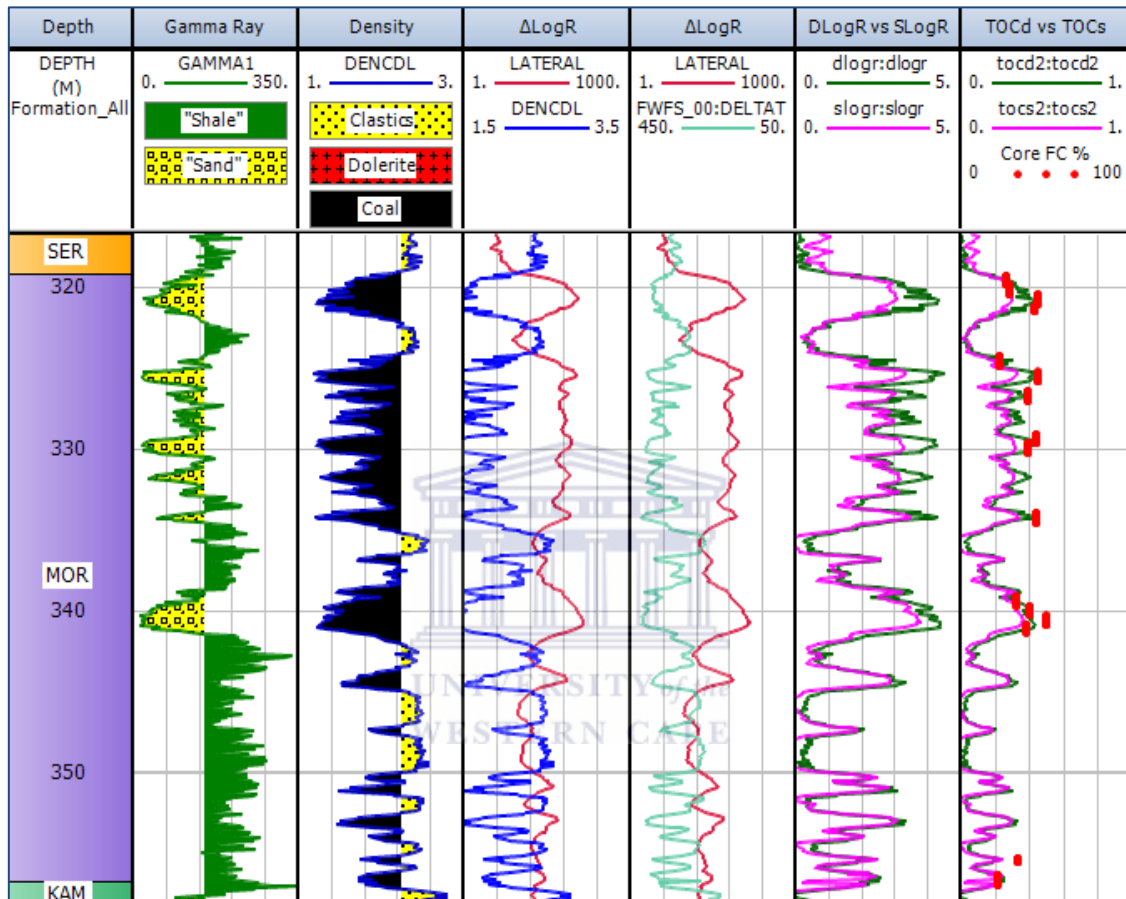 Depth Gamma Ray Density ΔLogR ΔLogR DLogR vs SLogR TOCd vs TOCs
DEPTH
(M)
Formation_All
GAMMA1
0. 350.
"Shale"
"Sand"
DENCDL
1. 3.
Clastics
Dolerite
Coal
LATERAL
1. 1000.
DENCDL
1.5 3.5
LATERAL
1. 1000.
FWFS_00:DELTAT
450. 50.
dlogr:dlogr
0. 5.
slogr:slogr
0. 5.
tocd2:tocd2
0. 1.
tocs2:tocs2
0. 1.
Core FC %
0 100
SER
320
330
MOR
340
350
KAM
UNIVERSITY of the
WESTERN CAPE